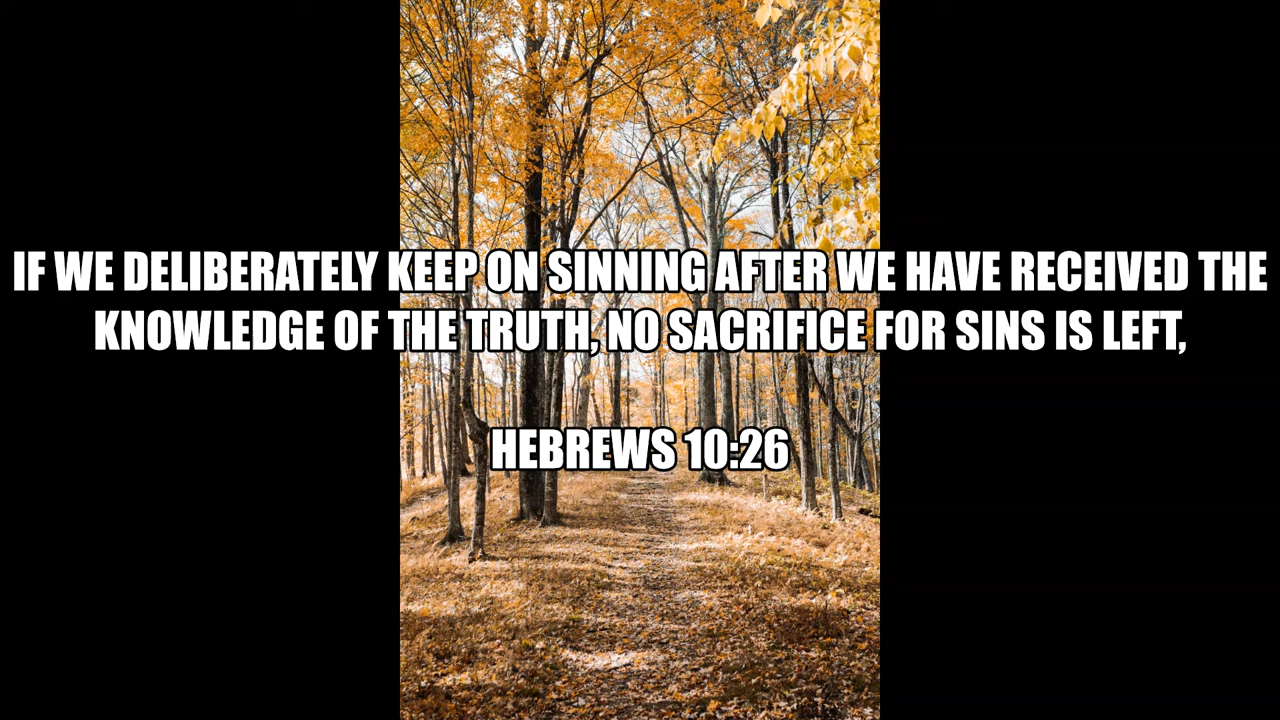 IF WE DELIBERATELY KEEP ON SINNING AFTER WE HAVE RECEIVED THE
KNOWLEDGE OF THE TRUTH, NO SACRIFICE FOR SINS IS LEFT,
HEBREWS 10:26